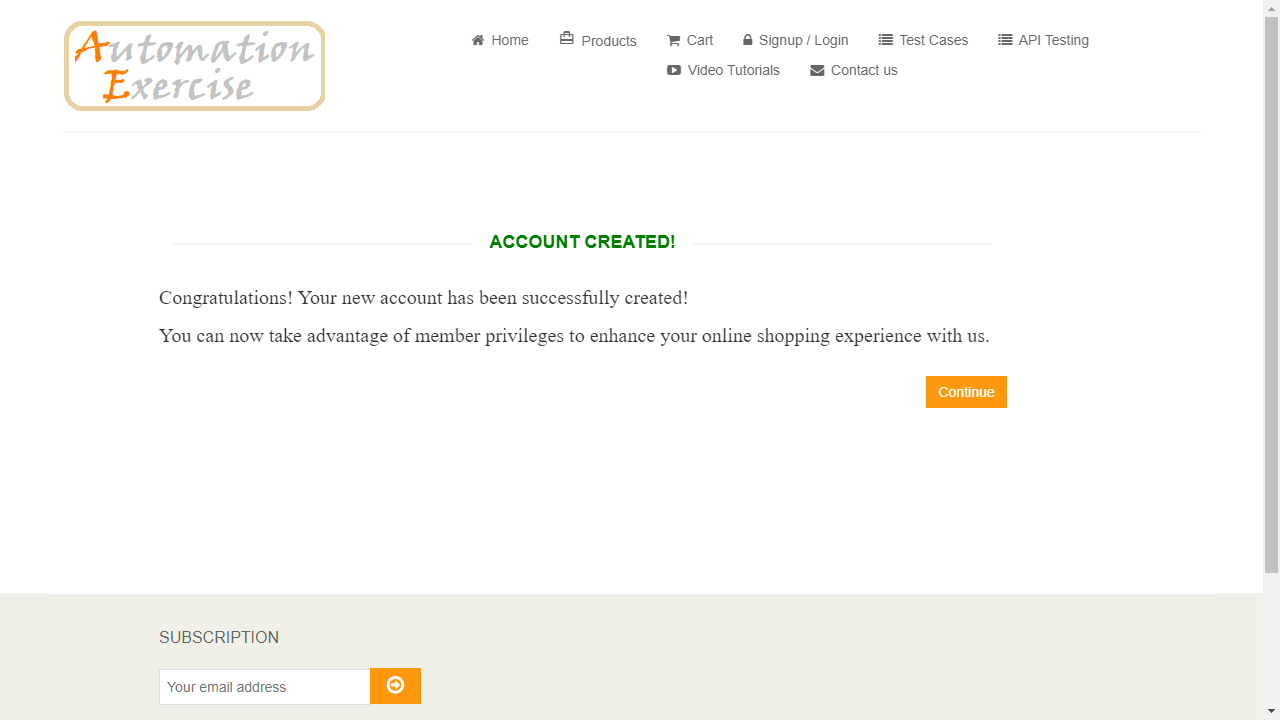 Automation
Exercise
Home
Products
Cart
Signup / Login
Test Cases
API Testing
Video Tutorials
Contact us
ACCOUNT CREATED!
Congratulations! Your new account has been successfully created!
You can now take advantage of member privileges to enhance your online shopping experience with us.
Continue
SUBSCRIPTION
Your email address